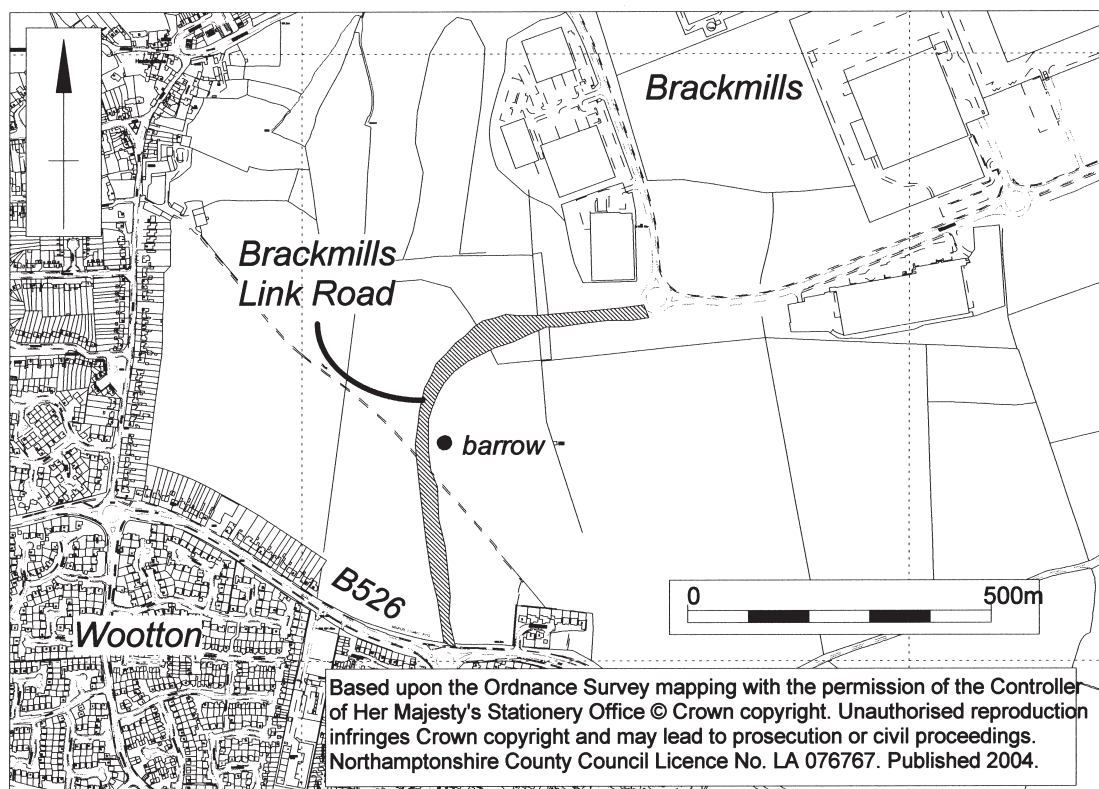 Brackmills
Brackmills
Link Road
barrow
B526
Wootton
0 500m
Based upon the Ordnance Survey mapping with the permission of the Controller
of Her Majesty's Stationery Office © Crown copyright. Unauthorised reproduction
infringes Crown copyright and may lead to prosecution or civil proceedings.
Northamptonshire County Council Licence No. LA 076767. Published 2004.